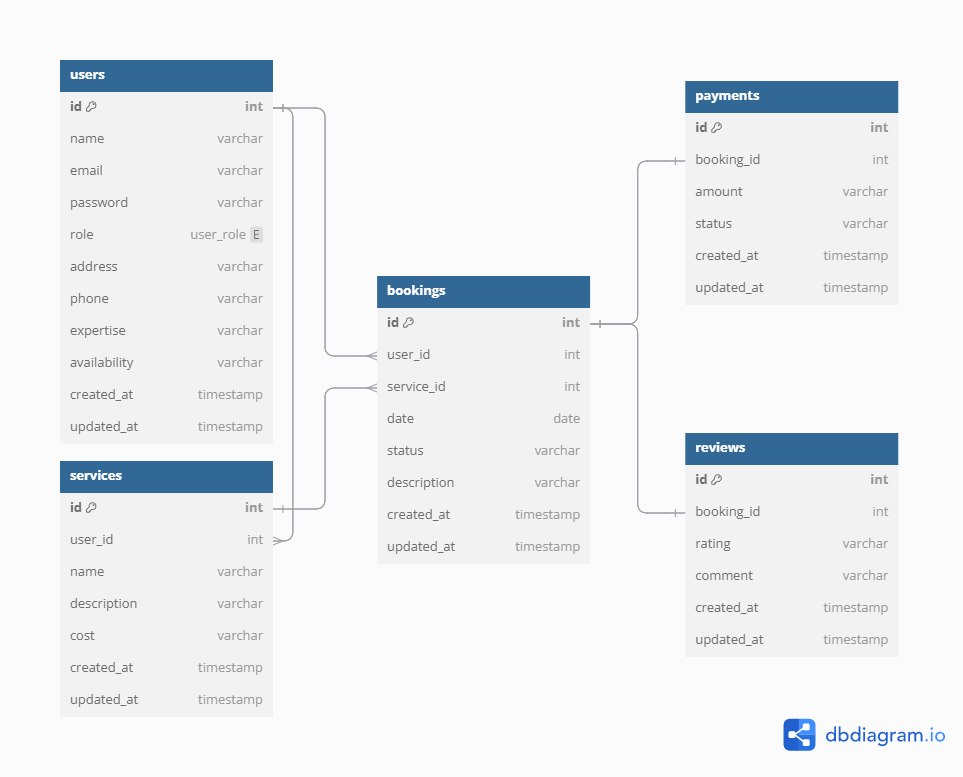 users
id int
name varchar
email varchar
password varchar
role user_role E
address varchar
phone varchar
expertise varchar
availability varchar
created_at timestamp
updated_at timestamp
services
id int
user_id int
name varchar
description varchar
cost varchar
created_at timestamp
updated_at timestamp
bookings
id int
user_id int
service_id int
date date
status varchar
description varchar
created_at timestamp
updated_at timestamp
payments
id int
booking_id int
amount varchar
status varchar
created_at timestamp
updated_at timestamp
reviews
id int
booking_id int
rating varchar
comment varchar
created_at timestamp
updated_at timestamp
dbdiagram.io